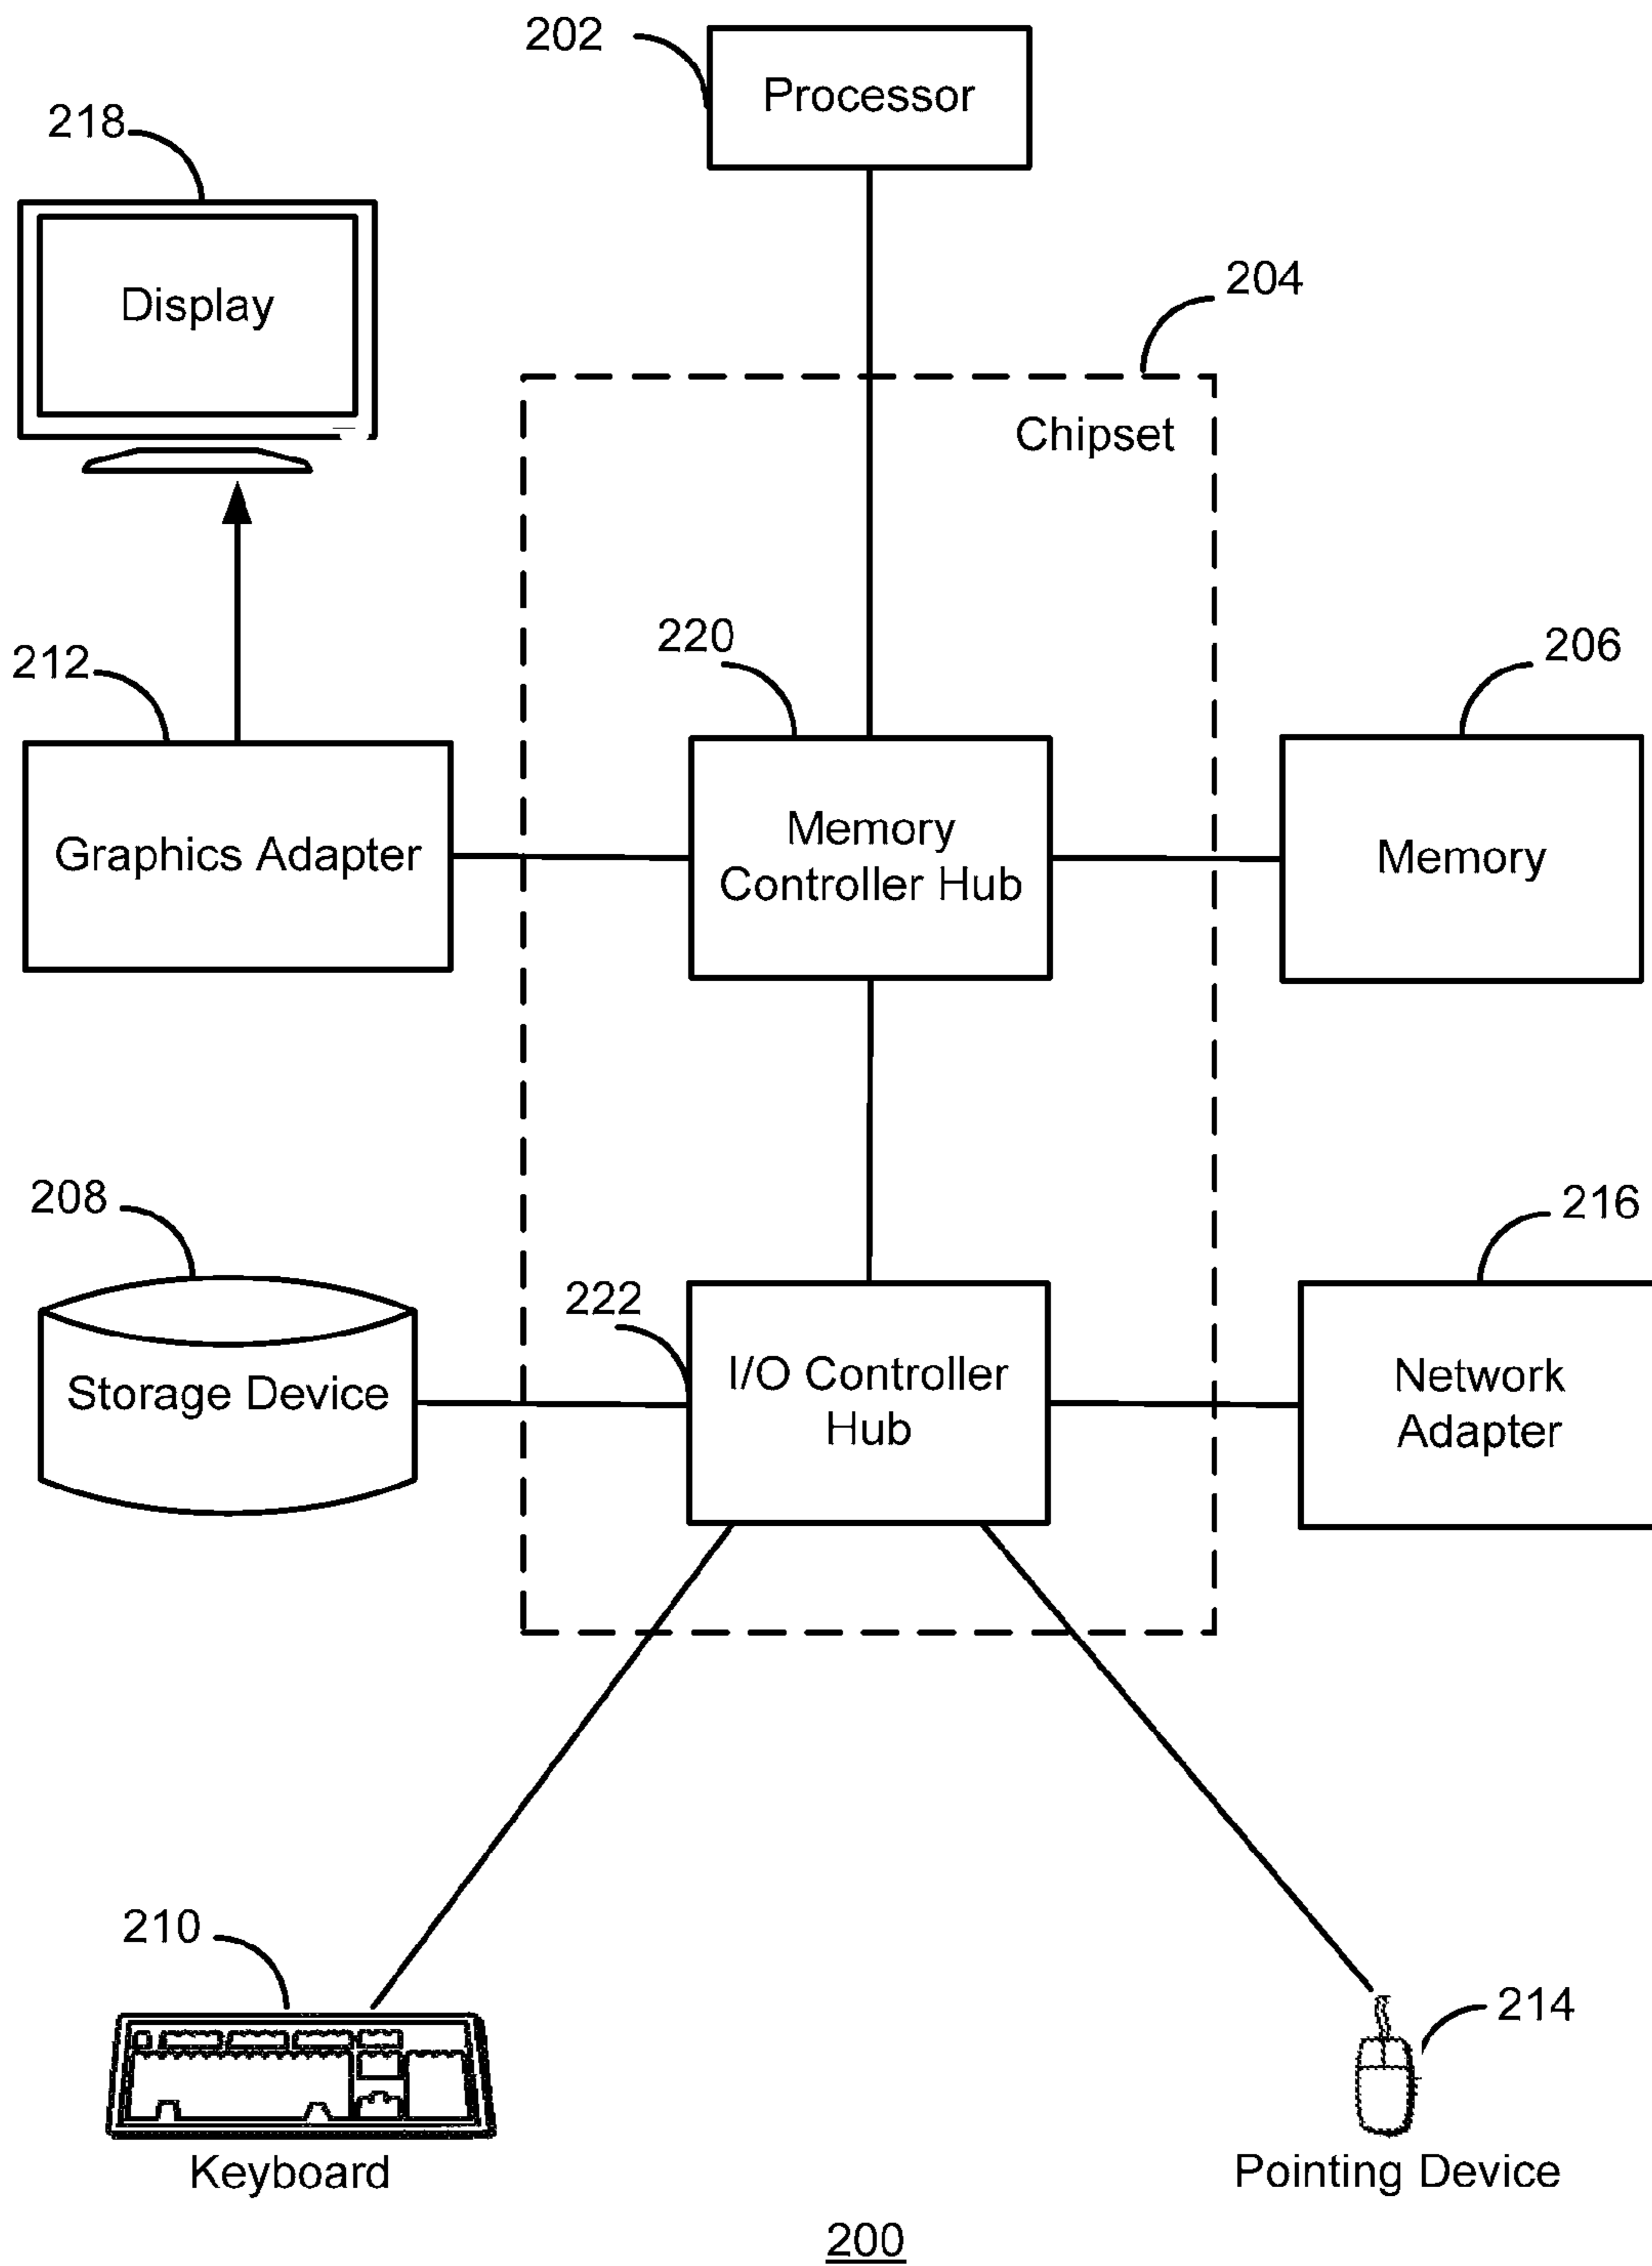 202
Processor
218
Display
204
Chipset
220
206
212
Memory
Controller Hub
Graphics Adapter
Memory
208
216
222
I/O Controller
Hub
Storage Device
Network
Adapter
210
214
Keyboard
Pointing Device
200